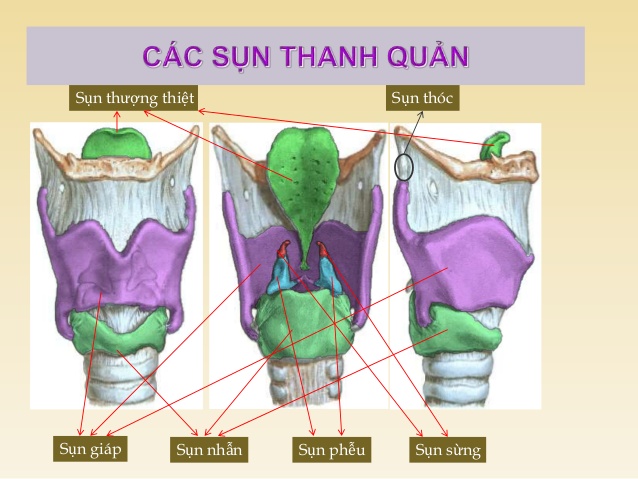 CÁC SỤN THANH QUẢN
Sụn thượng thiệt
Sụn thóc
Sụn giáp
Sụn nhẫn
Sụn phễu
Sụn sừng